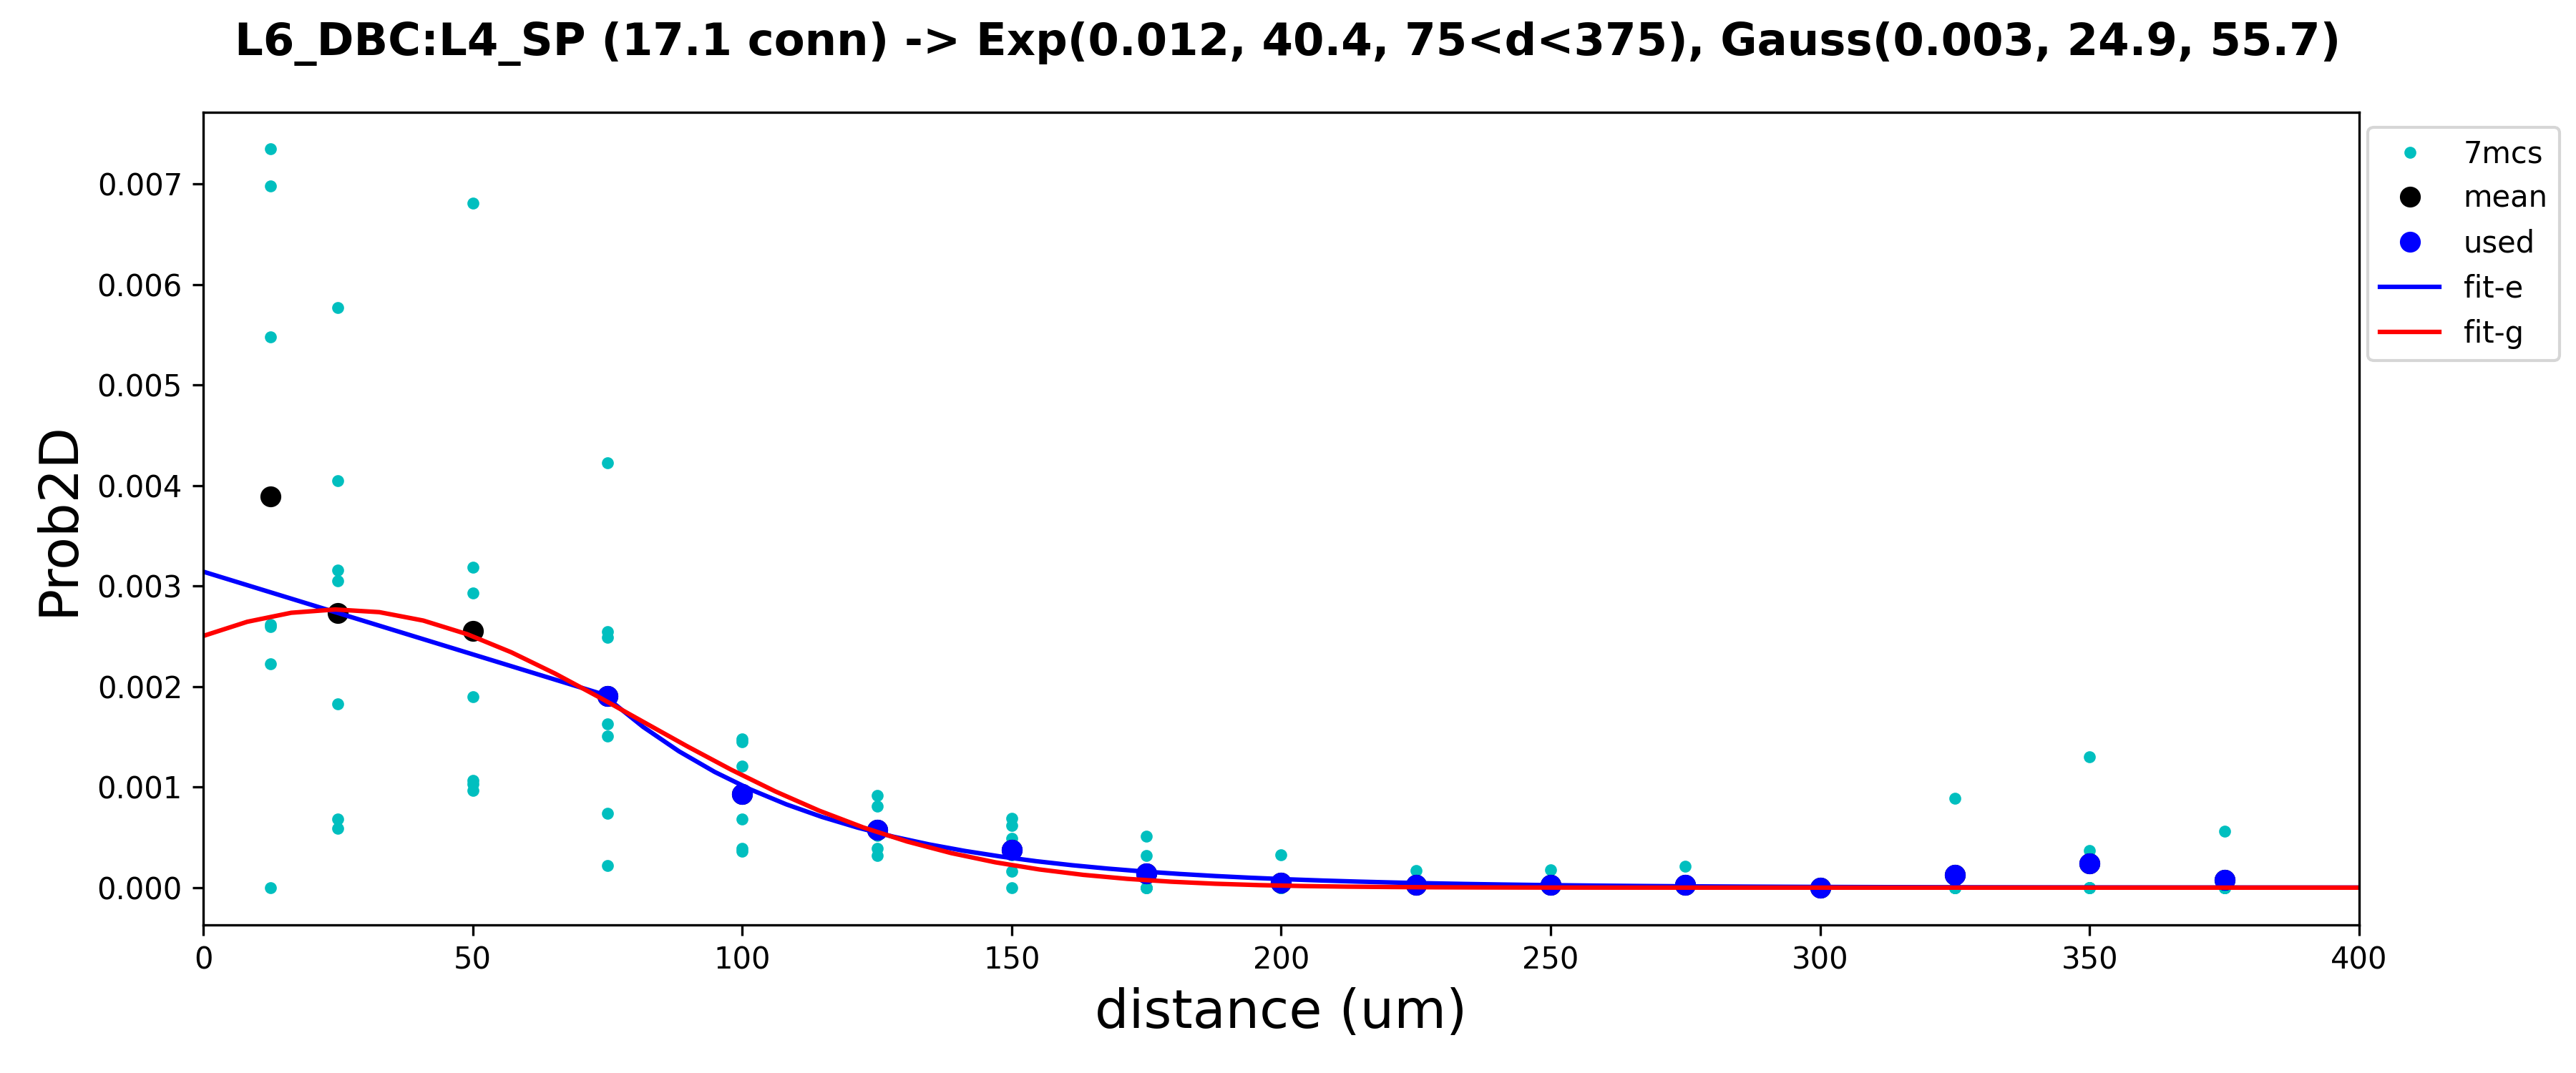 L6_DBC:L4_SP (17.1 conn) -> Exp(0.012, 40.4, 75<d<375), Gauss(0.003, 24.9, 55.7)
7mcs
mean
used
fit-e
fit-g
Prob2D
0.007
0.006
0.005
0.004
0.003
0.002
0.001
0.000
0 50 100 150 200 250 300 350 400
distance (um)